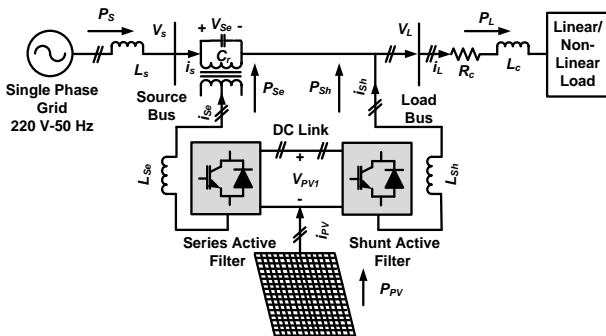 P_S
L_s
Single Phase
Grid
220 V-50 Hz
V_s
i_s
Source
Bus
+ V_Se -
C_r
P_Se
i_Se
L_Se
P_Sh
i_Sh
L_Sh
V_L
i_L
Load
Bus
R_c
P_L
L_c
Linear/
Non-
Linear
Load
DC Link
+
V_PV1
-
Series Active
Filter
Shunt Active
Filter
i_PV
P_PV